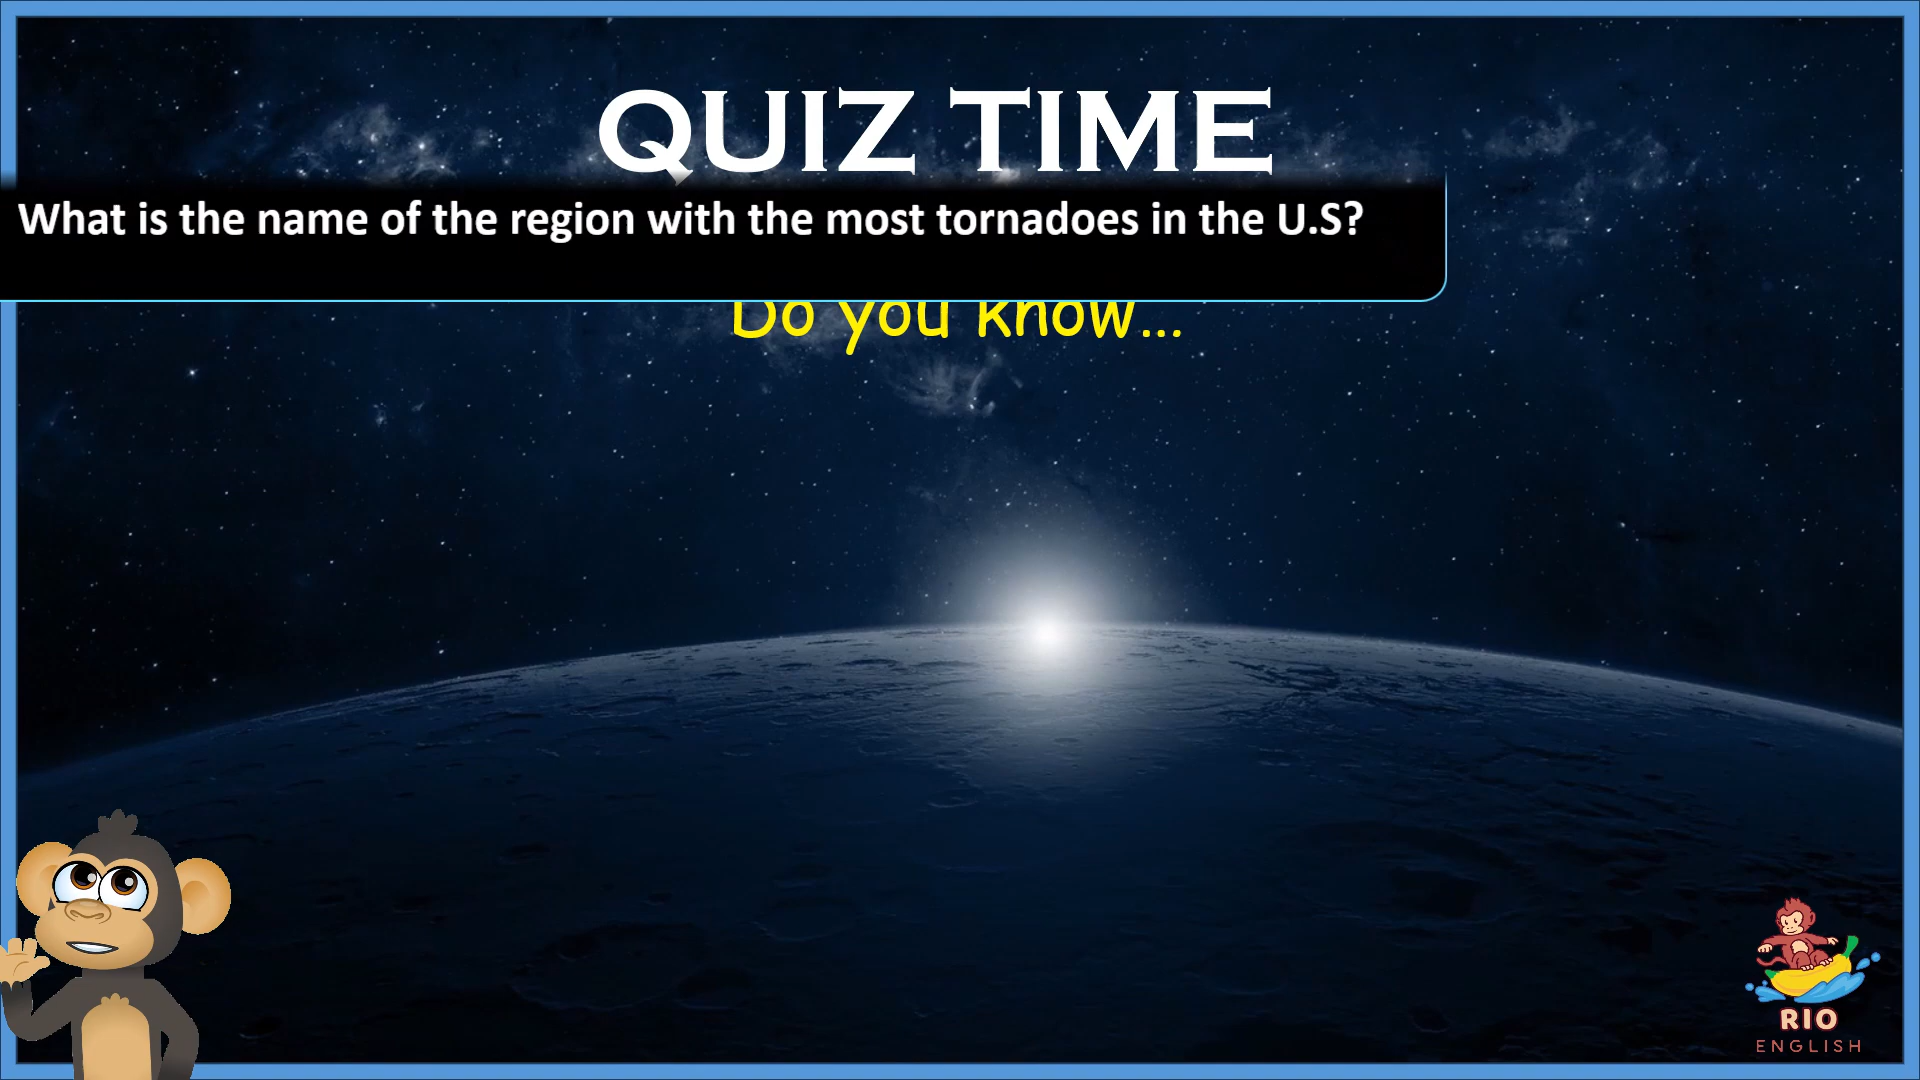 QUIZ TIME
What is the name of the region with the most tornadoes in the U.S?
Do you know...
RIO
ENGLISH